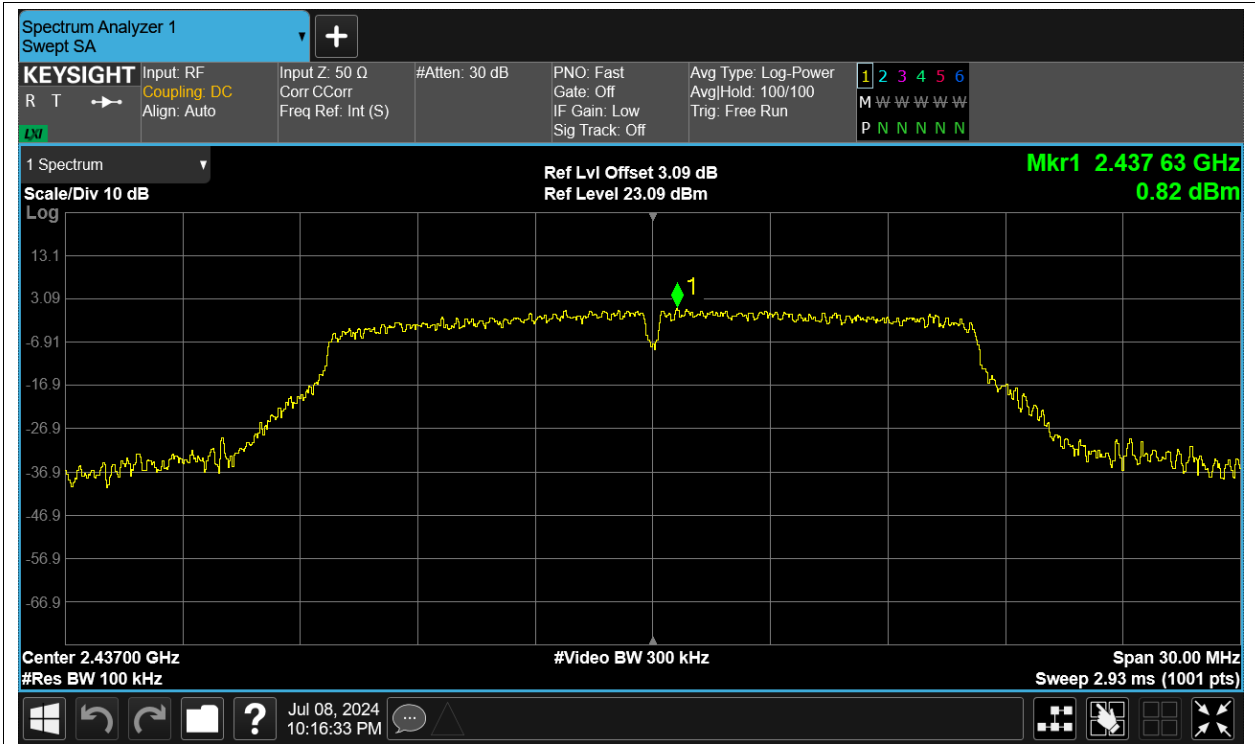 Spectrum Analyzer 1
Swept SA
KEYSIGHT
R T
LXI
Input: RF
Coupling: DC
Align: Auto
Input Z: 50 Ω
Corr CCorr
Freq Ref: Int (S)
#Atten: 30 dB
PNO: Fast
Gate: Off
IF Gain: Low
Sig Track: Off
Avg Type: Log-Power
Avg|Hold: 100/100
Trig: Free Run
1 2 3 4 5 6
M W W W W W
P N N N N N
1 Spectrum
Scale/Div 10 dB
Ref Lvl Offset 3.09 dB
Ref Level 23.09 dBm
Mkr1 2.437 63 GHz
0.82 dBm
Log
13.1
3.09
-6.91
-16.9
-26.9
-36.9
-46.9
-56.9
-66.9
1
Center 2.43700 GHz
#Res BW 100 kHz
#Video BW 300 kHz
Span 30.00 MHz
Sweep 2.93 ms (1001 pts)
?
Jul 08, 2024
10:16:33 PM